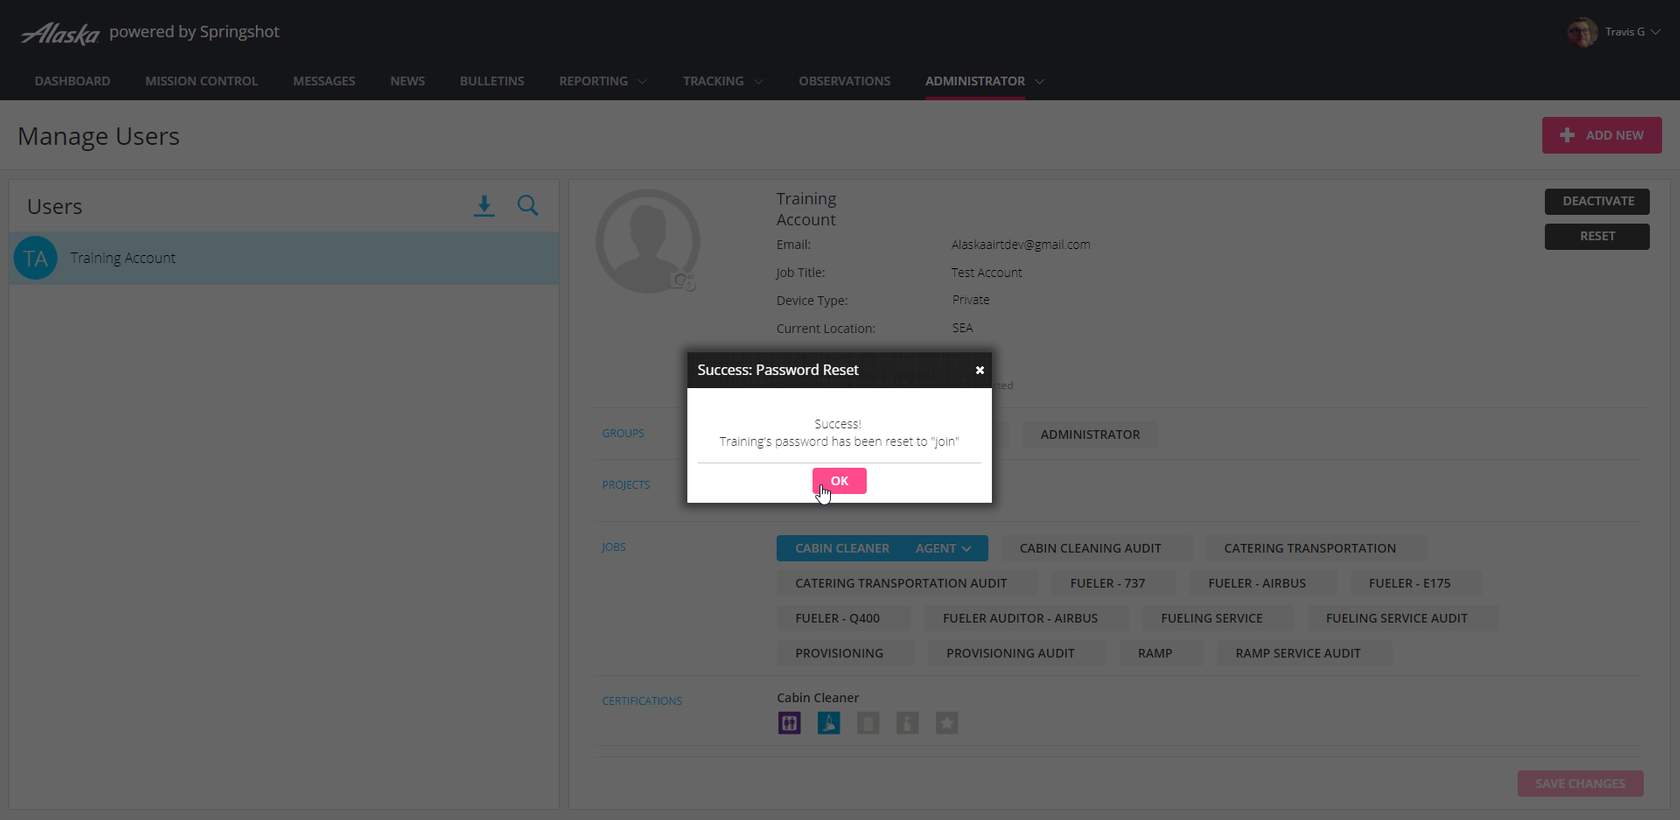 Alaska powered by Springshot
Travis G
DASHBOARD MISSION CONTROL MESSAGES NEWS BULLETINS REPORTING TRACKING OBSERVATIONS ADMINISTRATOR
Manage Users
ADD NEW
Users
TA Training Account
Training
Account
DEACTIVATE
RESET
Email: Alaskaairtdev@gmail.com
Job Title: Test Account
Device Type: Private
Current Location: SEA
Success: Password Reset
Success!
Training's password has been reset to "join"
OK
GROUPS ADMINISTRATOR
PROJECTS
JOBS CABIN CLEANER AGENT CABIN CLEANING AUDIT CATERING TRANSPORTATION
CATERING TRANSPORTATION AUDIT FUELER - 737 FUELER - AIRBUS FUELER - E175
FUELER - Q400 FUELER AUDITOR - AIRBUS FUELING SERVICE FUELING SERVICE AUDIT
PROVISIONING PROVISIONING AUDIT RAMP RAMP SERVICE AUDIT
CERTIFICATIONS Cabin Cleaner
SAVE CHANGES